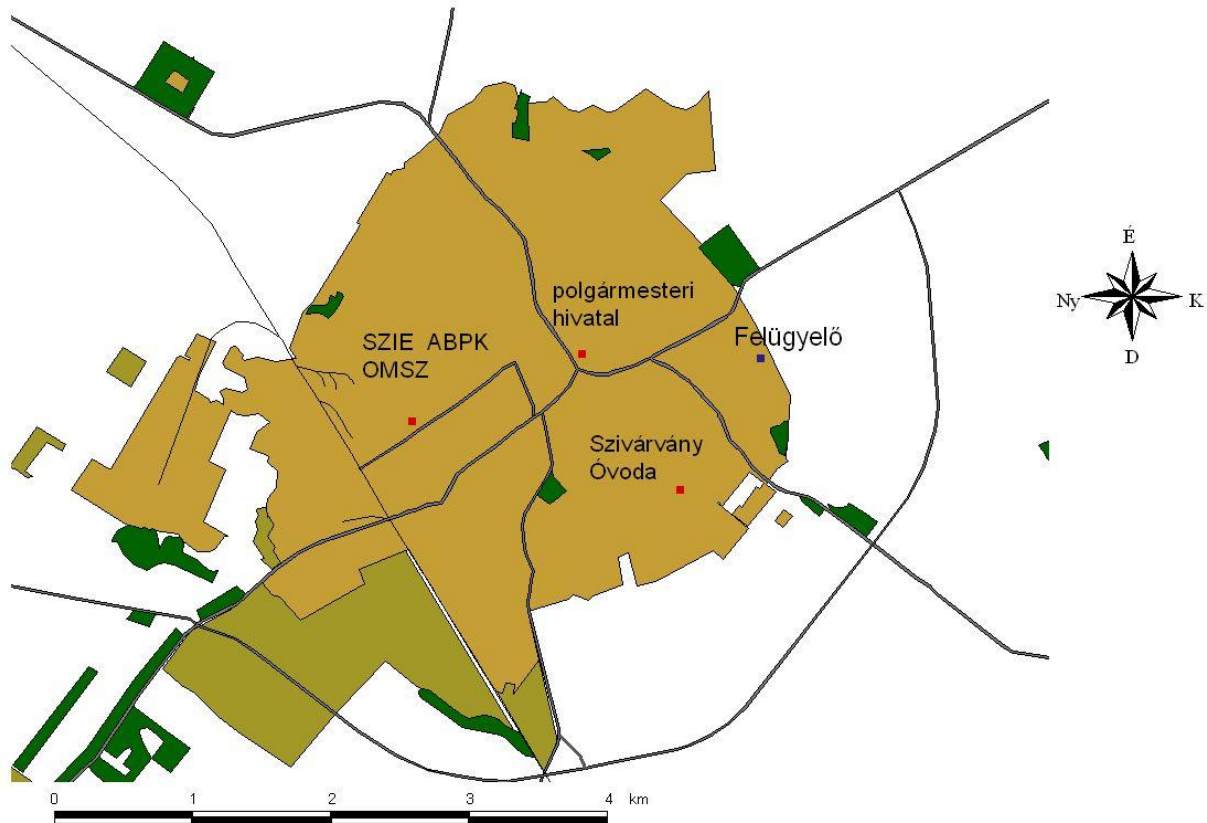 É
Ny
K
D
polgármesteri
hivatal
Felügyelő
SZIE ABPK
OMSZ
Szivárvány
Óvoda
0 1 2 3 4 km